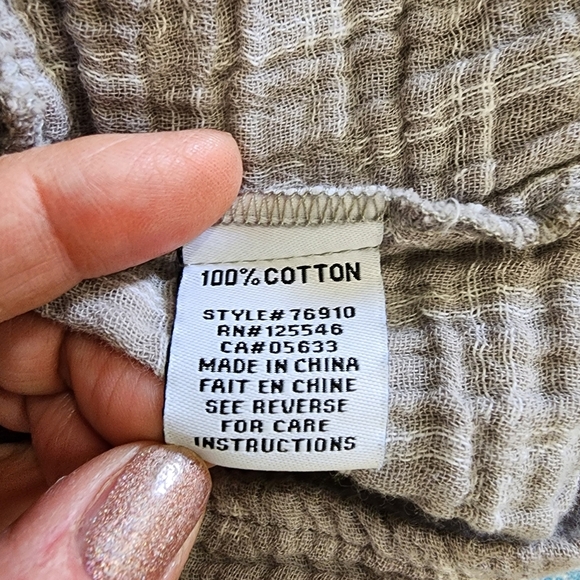 100% COTTON
STYLE# 76910
RN#125546
CA#05633
MADE IN CHINA
FAIT EN CHINE
SEE REVERSE
FOR CARE
INSTRUCTIONS